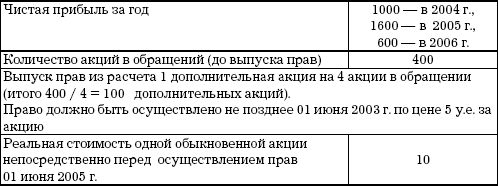 Чистая прибыль за год
1000 — в 2004 г.,
1600 — в 2005 г.,
600 — в 2006 г.
Количество акций в обращений (до выпуска прав)
400
Выпуск прав из расчета 1 дополнительная акция на 4 акции в обращении
(итого 400 / 4 = 100 дополнительных акций).
Право должно быть осуществлено не позднее 01 июня 2003 г. по цене 5 у.е. за
акцию
Реальная стоимость одной обыкновенной акции
непосредственно перед осуществлением прав
01 июня 2005 г.
10